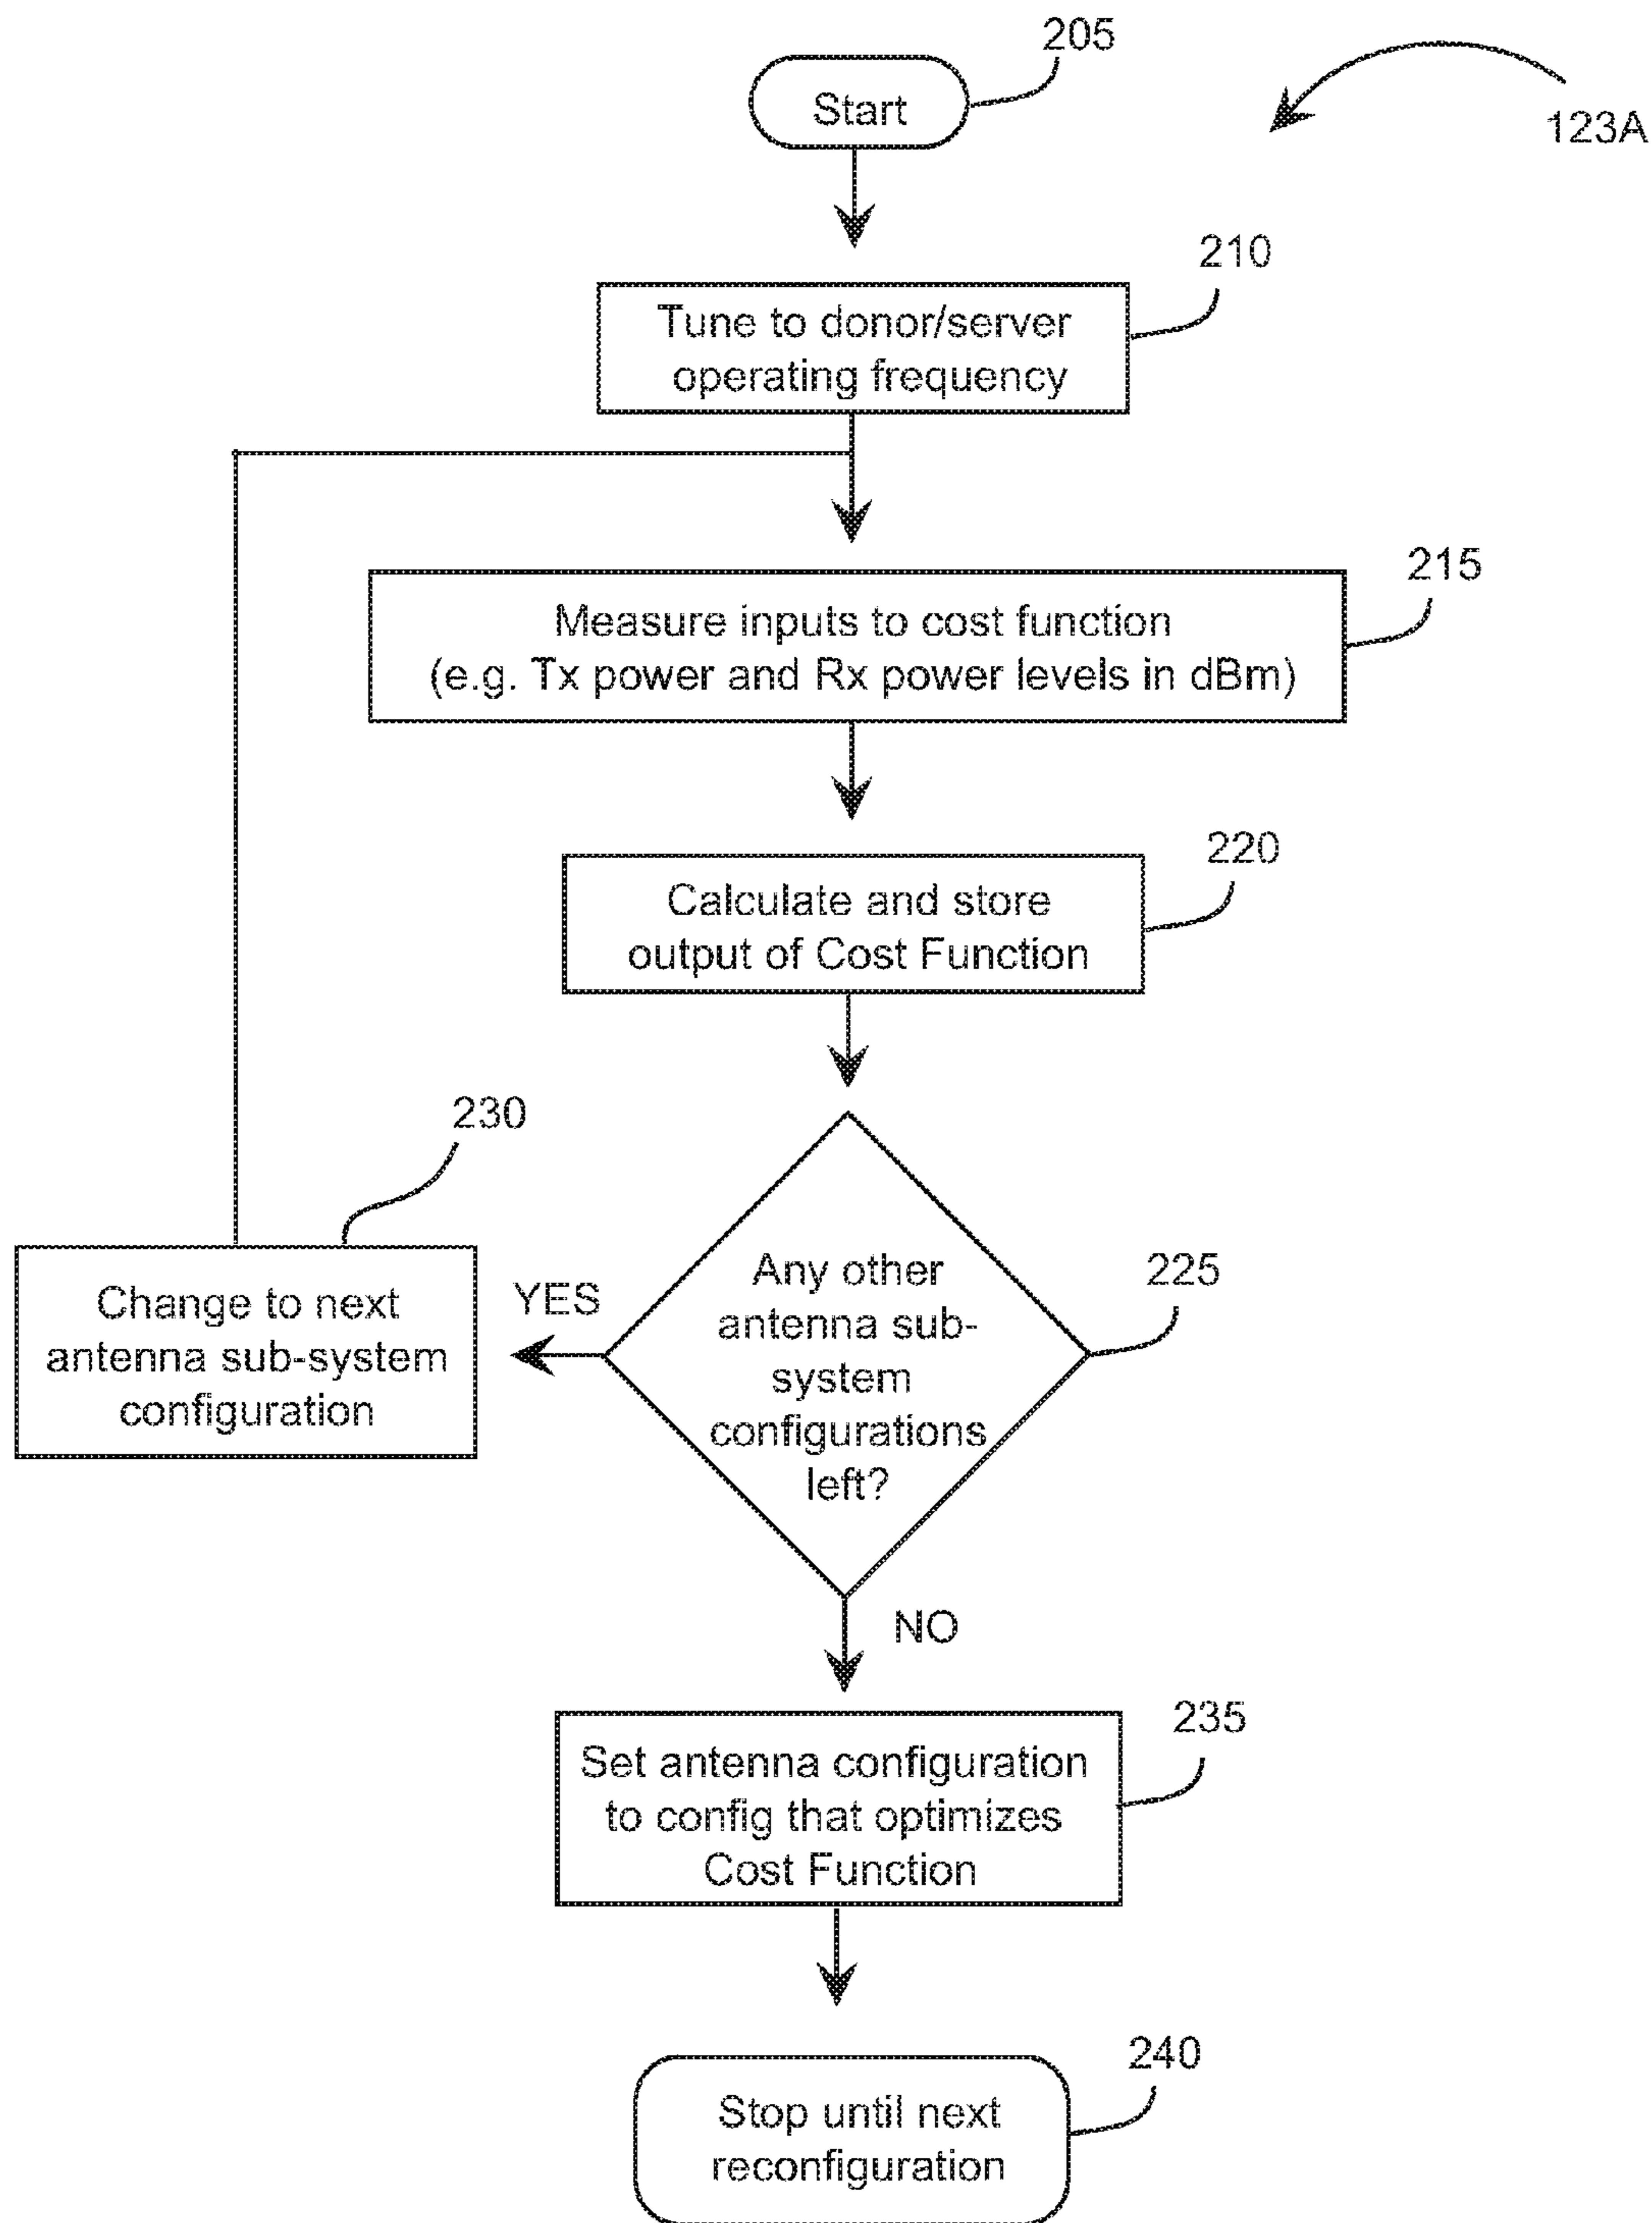 205
Start
123A
210
Tune to donor/server
operating frequency
215
Measure inputs to cost function
(e.g. Tx power and Rx power levels in dBm)
220
Calculate and store
output of Cost Function
230
Change to next
antenna sub-system
configuration
YES
225
Any other
antenna sub-
system
configurations
left?
NO
235
Set antenna configuration
to config that optimizes
Cost Function
240
Stop until next
reconfiguration